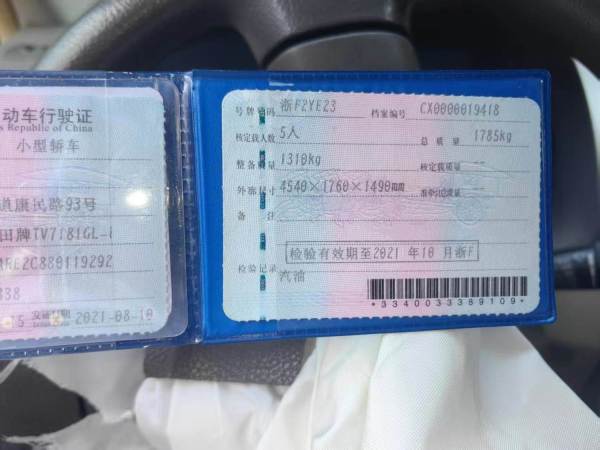 动车行驶证
s Republic of China
小型轿车
道康民路93号
田牌TV7181GL-i
ARE2C880119292
838
2021-08-10
号牌号码 浙F2YE23 档案编号 CX0000019418
核定载人数 5人 总质量 1785kg
整备质量 1310kg 核定载质量 --
外廓尺寸 4540×1760×1490mm 准牵引总质量 --
备注
检验有效期至2021年10月浙F
检验记录
汽油
*3340033389109*